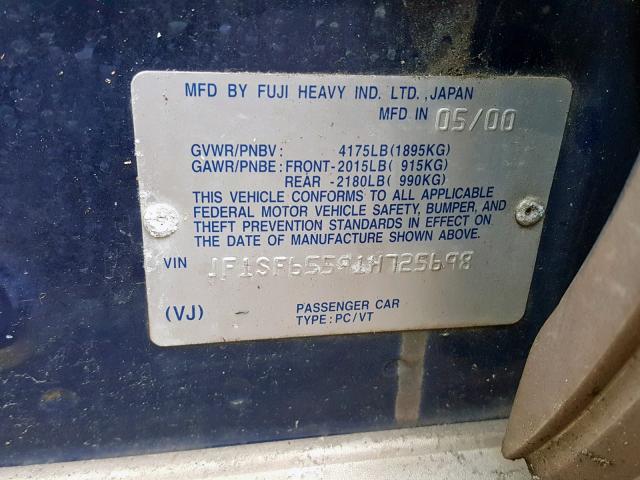 MFD BY FUJI HEAVY IND. LTD. ,JAPAN
MFD IN 05/00
GVWR/PNBV : 4175LB(1895KG)
GAWR/PNBE : FRONT-2015LB( 915KG)
REAR -2180LB( 990KG)
THIS VEHICLE CONFORMS TO ALL APPLICABLE
FEDERAL MOTOR VEHICLE SAFETY, BUMPER, AND
THEFT PREVENTION STANDARDS IN EFFECT ON
THE DATE OF MANUFACTURE SHOWN ABOVE.
VIN JF1SF65591H725698
(VJ) PASSENGER CAR
TYPE : PC/VT